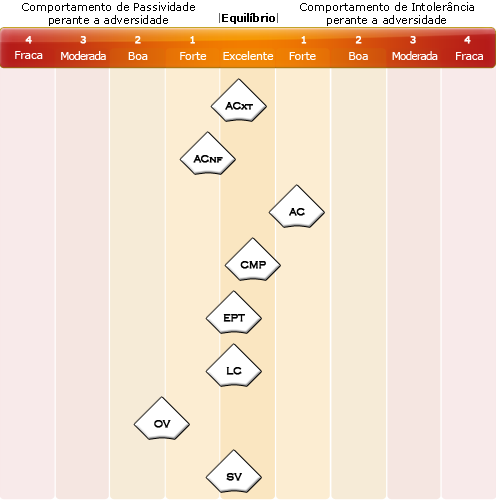 Comportamento de Passividade
perante a adversidade
|Equilíbrio|
Comportamento de Intolerância
perante a adversidade
4 3 2 1 1 2 3 4
Fraca Moderada Boa Forte Excelente Forte Boa Moderada Fraca
ACXT
ACNF
AC
CMP
EPT
LC
OV
SV